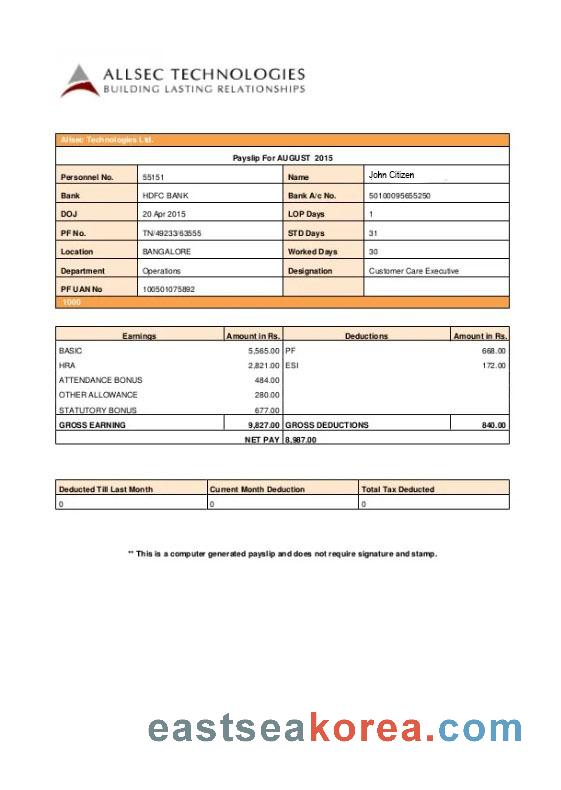 ALLSEC TECHNOLOGIES
BUILDING LASTING RELATIONSHIPS
Allsec Technologies Ltd.
Payslip For AUGUST 2015
Personnel No. 55151 Name John Citizen
Bank HDFC BANK Bank A/c No. 50100095655250
DOJ 20 Apr 2015 LOP Days 1
PF No. TN/49233/63555 STD Days 31
Location BANGALORE Worked Days 30
Department Operations Designation Customer Care Executive
PF UAN No 100501075892
1000
Earnings Amount in Rs. Deductions Amount in Rs.
BASIC 5,565.00 PF 668.00
HRA 2,821.00 ESI 172.00
ATTENDANCE BONUS 484.00
OTHER ALLOWANCE 280.00
STATUTORY BONUS 677.00
GROSS EARNING 9,827.00 GROSS DEDUCTIONS 840.00
NET PAY 8,987.00
Deducted Till Last Month Current Month Deduction Total Tax Deducted
0 0 0
** This is a computer generated payslip and does not require signature and stamp.
eastseakorea.com